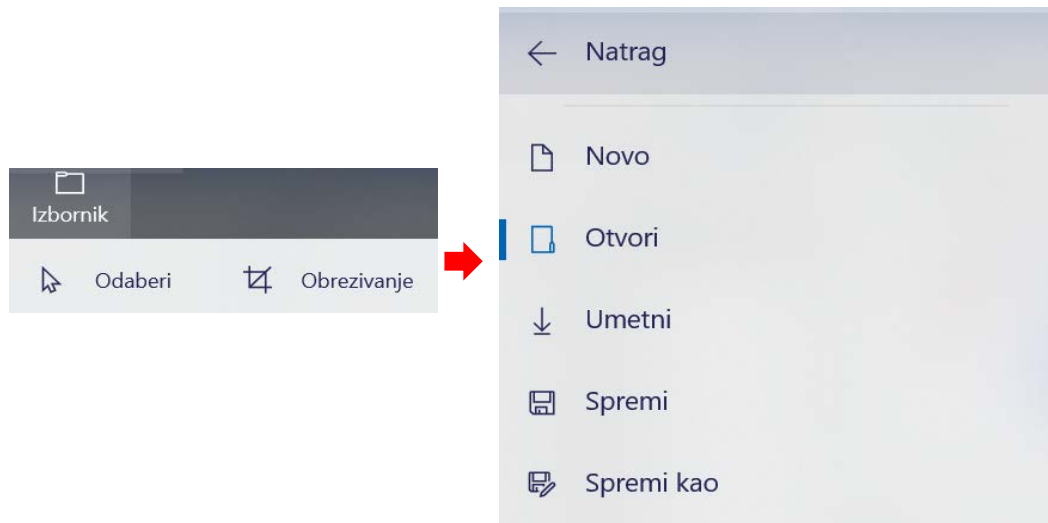 Izbornik
Odaberi
Obrezivanje
Natrag
Novo
Otvori
Umetni
Spremi
Spremi kao